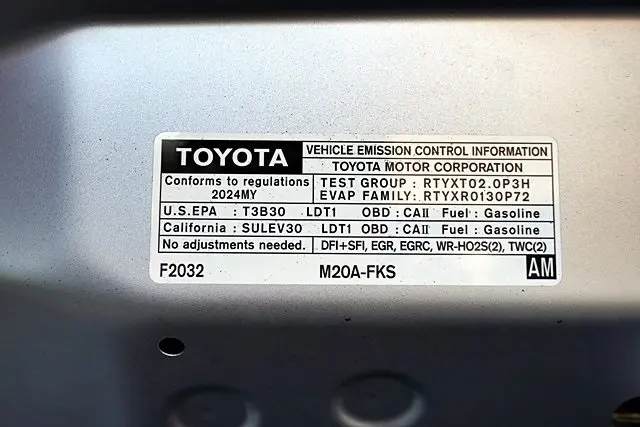 TOYOTA
VEHICLE EMISSION CONTROL INFORMATION
TOYOTA MOTOR CORPORATION
Conforms to regulations
2024MY
TEST GROUP : RTYXT02.0P3H
EVAP FAMILY: RTYXR0130P72
U.S.EPA : T3B30 LDT1 OBD : CAII Fuel : Gasoline
California : SULEV30 LDT1 OBD : CAII Fuel : Gasoline
No adjustments needed. DFI+SFI, EGR, EGRC, WR-HO2S(2), TWC(2)
F2032 M20A-FKS AM